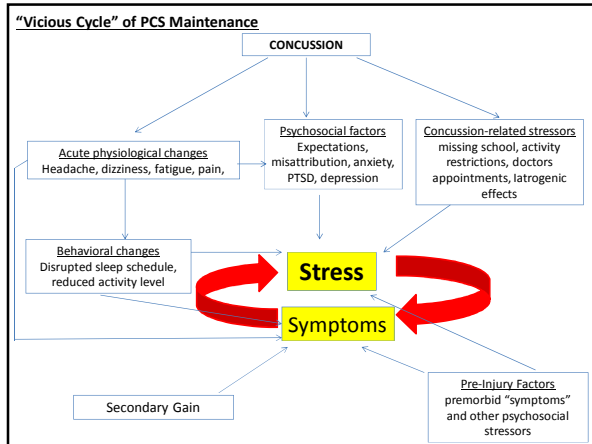 “Vicious Cycle” of PCS Maintenance
CONCUSSION
Acute physiological changes
Headache, dizziness, fatigue, pain,
Psychosocial factors
Expectations,
misattribution, anxiety,
PTSD, depression
Concussion-related stressors
missing school, activity
restrictions, doctors
appointments, Iatrogenic
effects
Behavioral changes
Disrupted sleep schedule,
reduced activity level
Stress
Symptoms
Secondary Gain
Pre-Injury Factors
premorbid “symptoms”
and other psychosocial
stressors